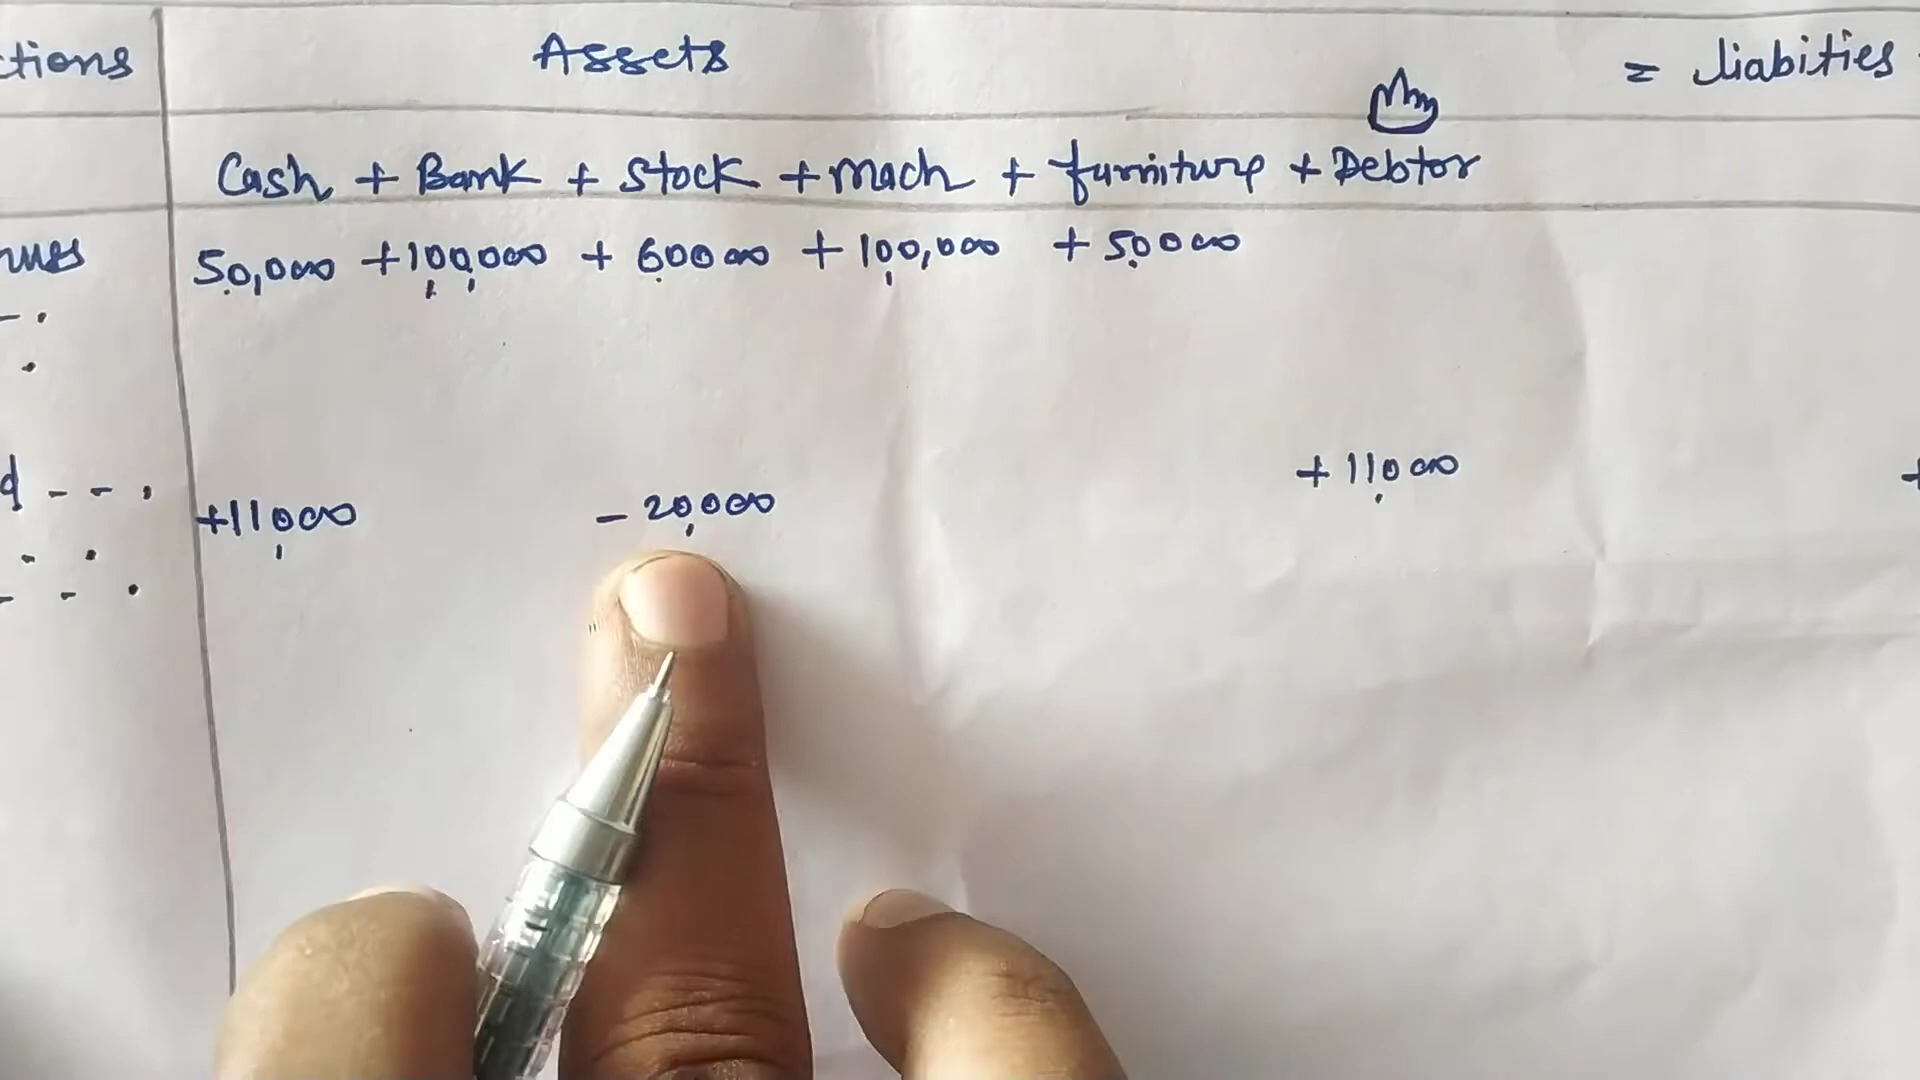 ctions Assets = liabities
Cash + Bank + Stock + mach + furniture + Debtor
50,000 +100,000 + 60000 + 100,000 + 50000
d - - . +11000 - 20,000 + 11000 +